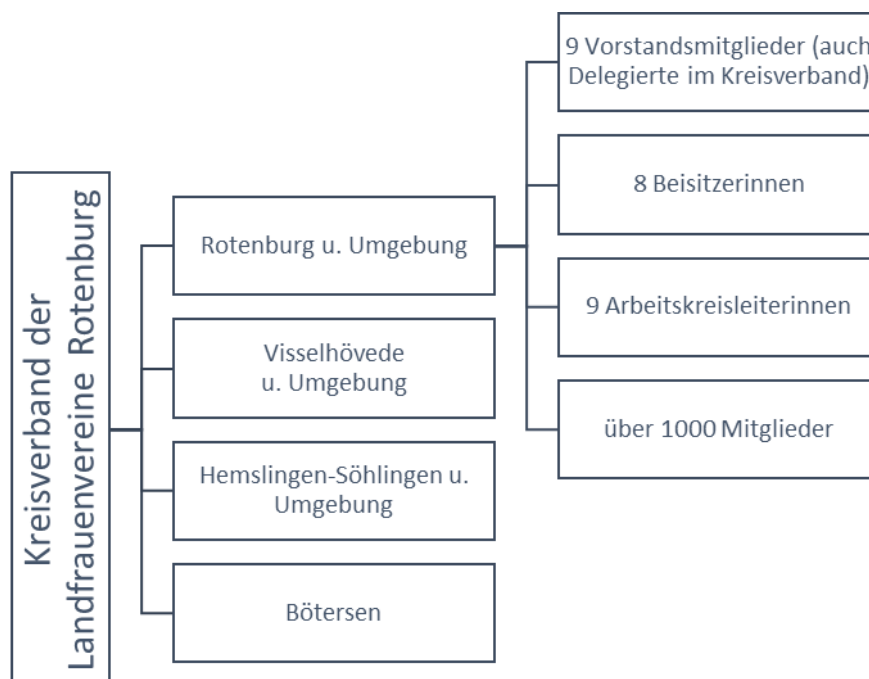 Kreisverband der
Landfrauenvereine Rotenburg
Rotenburg u. Umgebung
Visselhövede
u. Umgebung
Hemslingen-Söhlingen u.
Umgebung
Bötersen
9 Vorstandsmitglieder (auch
Delegierte im Kreisverband)
8 Beisitzerinnen
9 Arbeitskreisleiterinnen
über 1000 Mitglieder